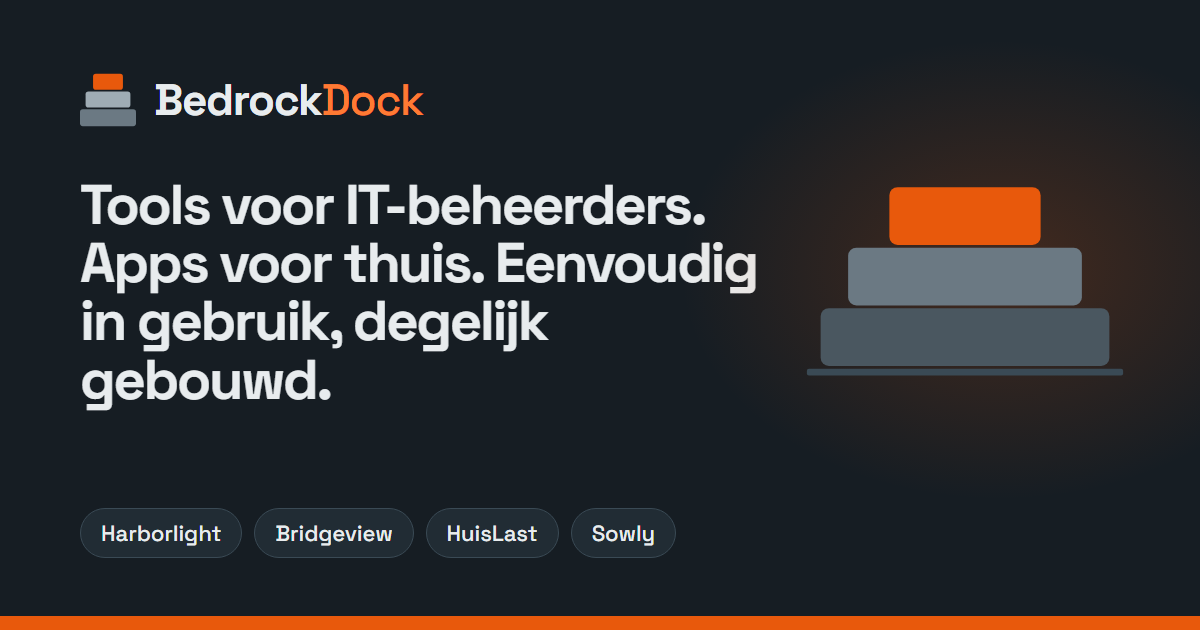 BedrockDock
Tools voor IT-beheerders.
Apps voor thuis. Eenvoudig
in gebruik, degelijk
gebouwd.
Harborlight
Bridgeview
HuisLast
Sowly